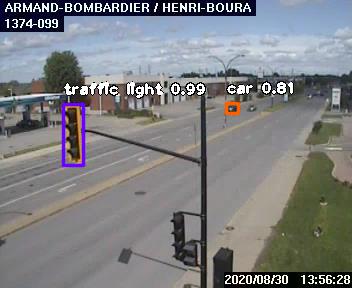 ARMAND-BOMBARDIER / HENRI-BOURA
1374-099
traffic light 0.99
car 0.81
2020/08/30 13:56:28